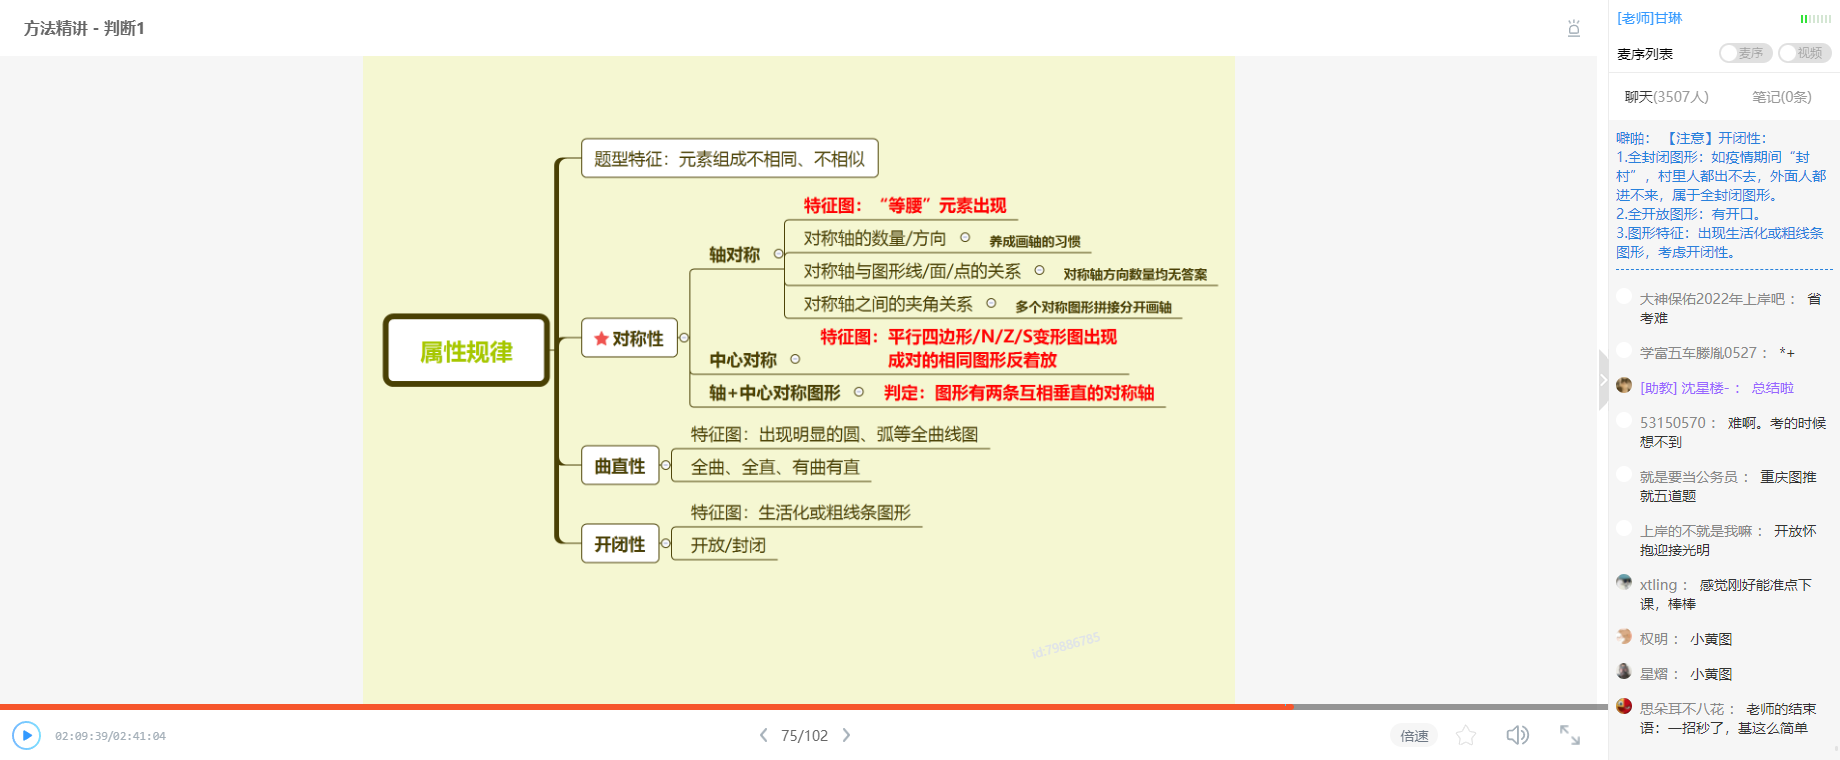 方法精讲 - 判断1
题型特征：元素组成不相同、不相似
特征图：“等腰”元素出现
对称轴的数量/方向
养成画轴的习惯
轴对称
对称轴与图形线/面/点的关系
对称轴方向数量均无答案
对称轴之间的夹角关系
多个对称图形拼接分开画轴
属性规律
对称性
特征图：平行四边形/N/Z/S变形图出现
成对的相同图形反着放
中心对称
轴+中心对称图形
判定：图形有两条互相垂直的对称轴
特征图：出现明显的圆、弧等全曲线图
曲直性
全曲、全直、有曲有直
特征图：生活化或粗线条图形
开闭性
开放/封闭
id:79886785
02:09:39/02:41:04
75/102
倍速
[老师]甘琳
麦序列表
麦序
视频
聊天(3507人)
笔记(0条)
噼啪： 【注意】开闭性：
1.全封闭图形：如疫情期间“封
村”，村里人都出不去，外面人都
进不来，属于全封闭图形。
2.全开放图形：有开口。
3.图形特征：出现生活化或粗线条
图形，考虑开闭性。
大神保佑2022年上岸吧： 省
考难
学富五车滕胤0527： *+
[助教] 沈星楼-： 总结啦
53150570： 难啊。考的时候
想不到
就是要当公务员： 重庆图推
就五道题
上岸的不就是我嘛： 开放怀
抱迎接光明
xtling： 感觉刚好能准点下
课，棒棒
权明： 小黄图
星熠： 小黄图
思朵耳不八花： 老师的结束
语：一招秒了，基这么简单